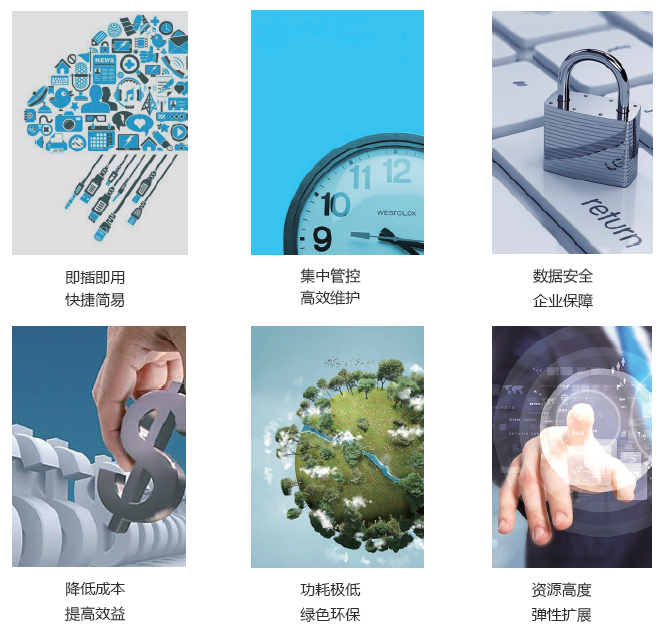 NEWS
11 12
10
WESTCLOX
9
return
即插即用
快捷简易
集中管控
高效维护
数据安全
企业保障
降低成本
提高效益
功耗极低
绿色环保
资源高度
弹性扩展